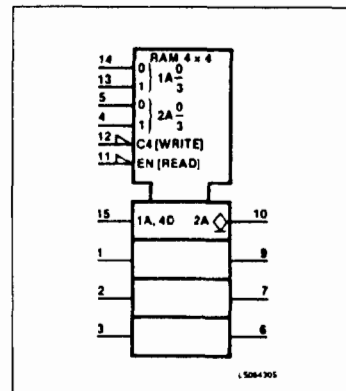 RAM 4 x 4
14 0
13 1 } 1A 0/3
5 0
4 1 } 2A 0/3
12 C4 [WRITE]
11 EN [READ]
15 1A, 4D 2A 10
1 9
2 7
3 6